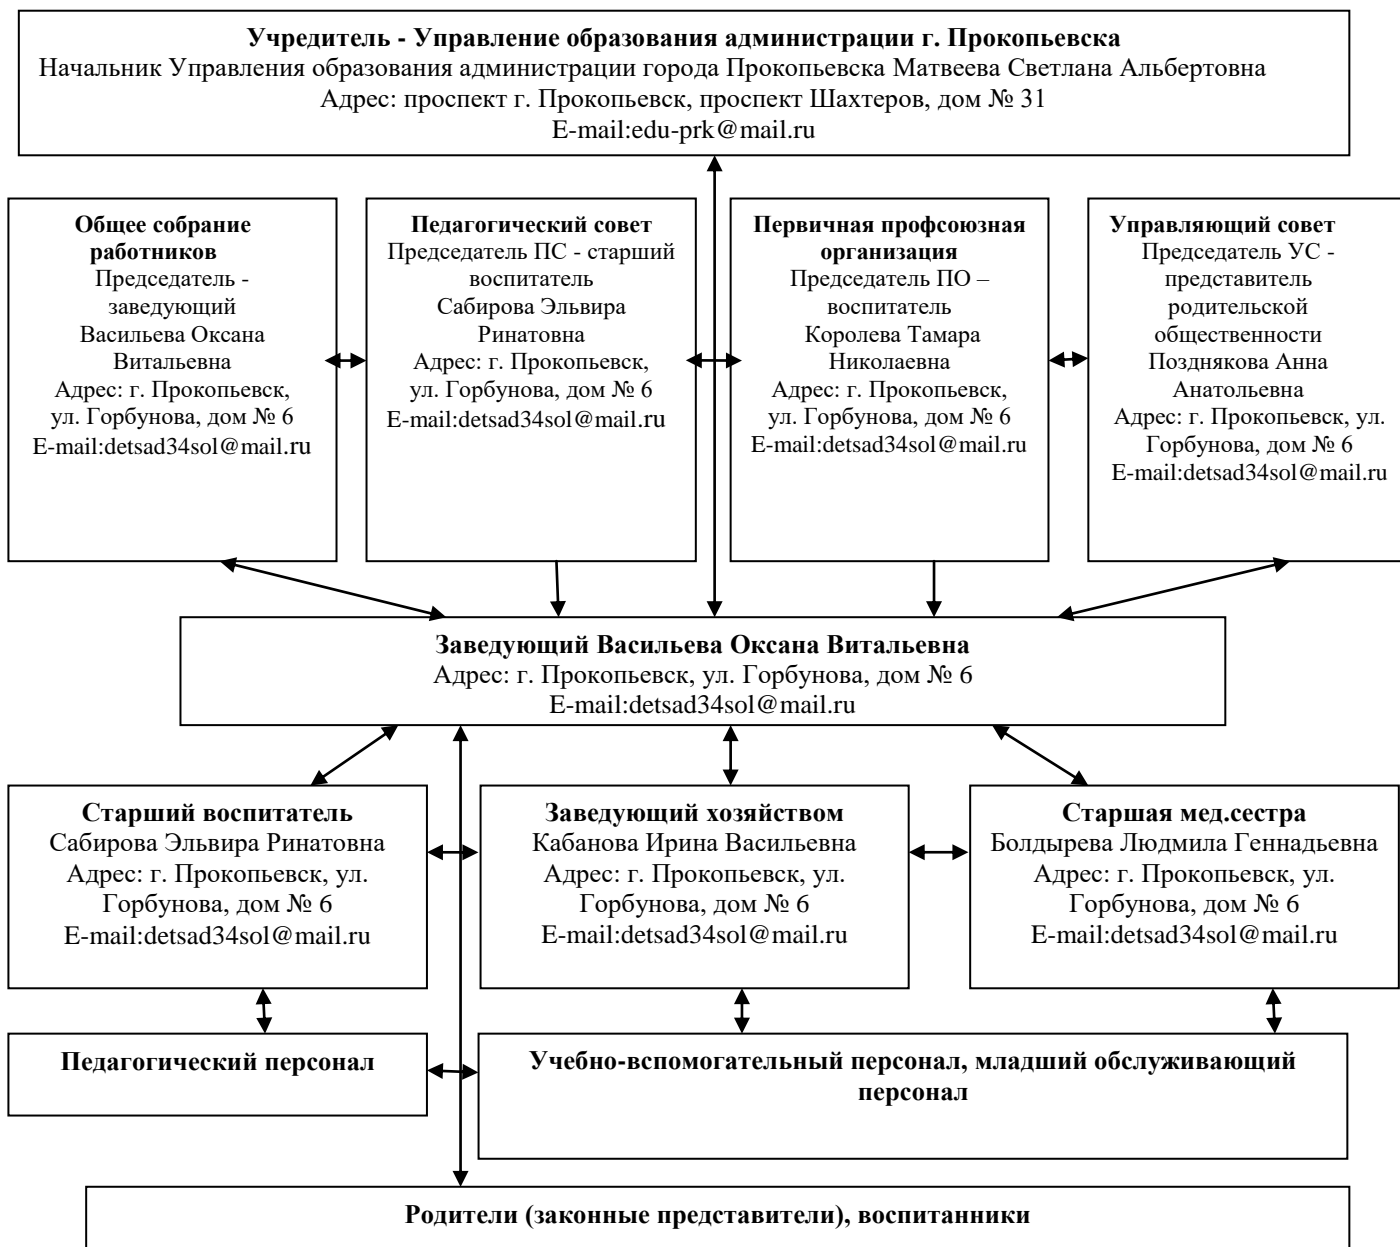 Учредитель - Управление образования администрации г. Прокопьевска
Начальник Управления образования администрации города Прокопьевска Матвеева Светлана Альбертовна
Адрес: проспект г. Прокопьевск, проспект Шахтеров, дом № 31
E-mail:edu-prk@mail.ru
Общее собрание
работников
Председатель -
заведующий
Васильева Оксана
Витальевна
Адрес: г. Прокопьевск,
ул. Горбунова, дом № 6
E-mail:detsad34sol@mail.ru
Педагогический совет
Председатель ПС - старший
воспитатель
Сабирова Эльвира
Ринатовна
Адрес: г. Прокопьевск,
ул. Горбунова, дом № 6
E-mail:detsad34sol@mail.ru
Первичная профсоюзная
организация
Председатель ПО –
воспитатель
Королева Тамара
Николаевна
Адрес: г. Прокопьевск,
ул. Горбунова, дом № 6
E-mail:detsad34sol@mail.ru
Управляющий совет
Председатель УС -
представитель
родительской
общественности
Позднякова Анна
Анатольевна
Адрес: г. Прокопьевск, ул.
Горбунова, дом № 6
E-mail:detsad34sol@mail.ru
Заведующий Васильева Оксана Витальевна
Адрес: г. Прокопьевск, ул. Горбунова, дом № 6
E-mail:detsad34sol@mail.ru
Старший воспитатель
Сабирова Эльвира Ринатовна
Адрес: г. Прокопьевск, ул.
Горбунова, дом № 6
E-mail:detsad34sol@mail.ru
Заведующий хозяйством
Кабанова Ирина Васильевна
Адрес: г. Прокопьевск, ул.
Горбунова, дом № 6
E-mail:detsad34sol@mail.ru
Старшая мед.сестра
Болдырева Людмила Геннадьевна
Адрес: г. Прокопьевск, ул.
Горбунова, дом № 6
E-mail:detsad34sol@mail.ru
Педагогический персонал
Учебно-вспомогательный персонал, младший обслуживающий
персонал
Родители (законные представители), воспитанники